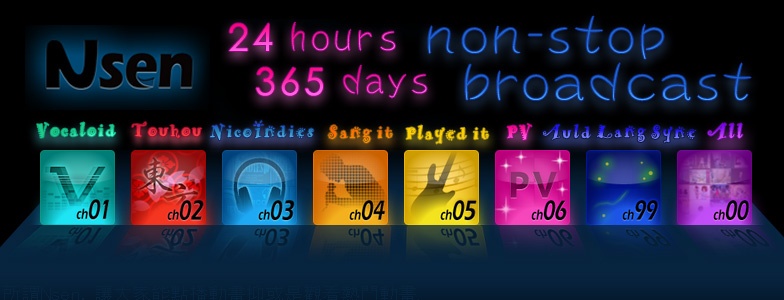 Nsen
24 hours non-stop
365 days broadcast
Vocaloid Touhou NicoIndies Sang it Played it PV Auld Lang Syne All
V 東 PV
ch01 ch02 ch03 ch04 ch05 ch06 ch99 ch00